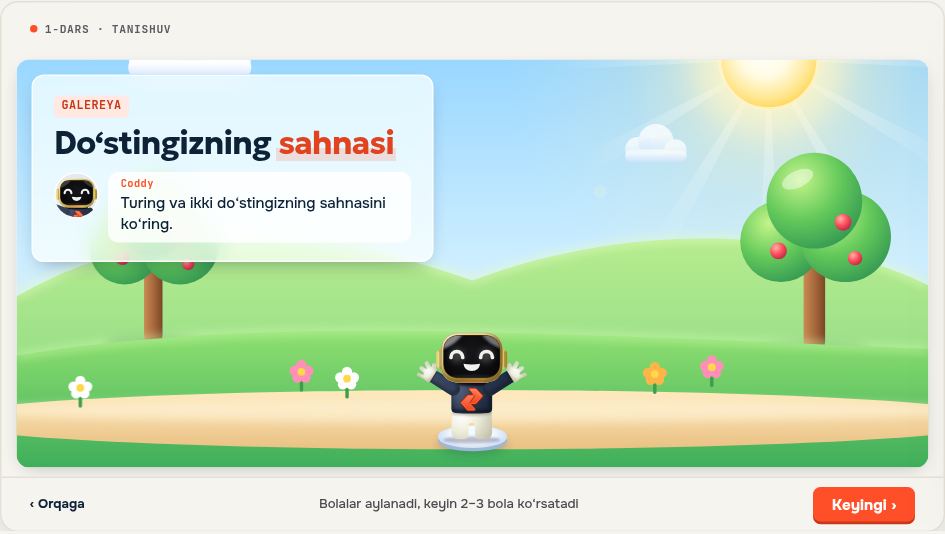 1-DARS · TANISHUV
GALEREYA
Do‘stingizning sahnasi
Coddy
Turing va ikki do‘stingizning sahnasini
ko‘ring.
‹ Orqaga
Bolalar aylanadi, keyin 2–3 bola ko‘rsatadi
Keyingi ›